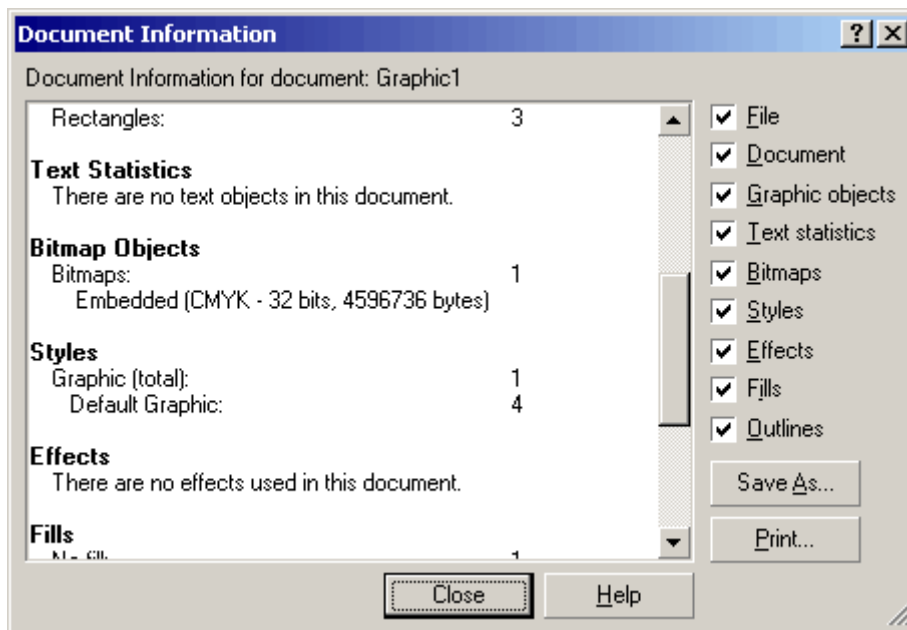 Document Information
Document Information for document: Graphic1
Rectangles: 3
Text Statistics
There are no text objects in this document.
Bitmap Objects
Bitmaps: 1
Embedded (CMYK - 32 bits, 4596736 bytes)
Styles
Graphic (total): 1
Default Graphic: 4
Effects
There are no effects used in this document.
Fills
No fill: 1
File
Document
Graphic objects
Text statistics
Bitmaps
Styles
Effects
Fills
Outlines
Save As...
Print...
Close
Help